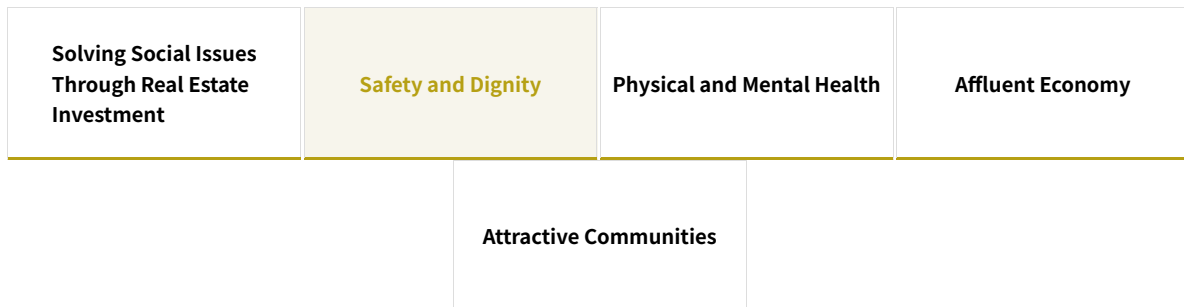 Solving Social Issues
Through Real Estate
Investment
Safety and Dignity
Physical and Mental Health
Affluent Economy
Attractive Communities